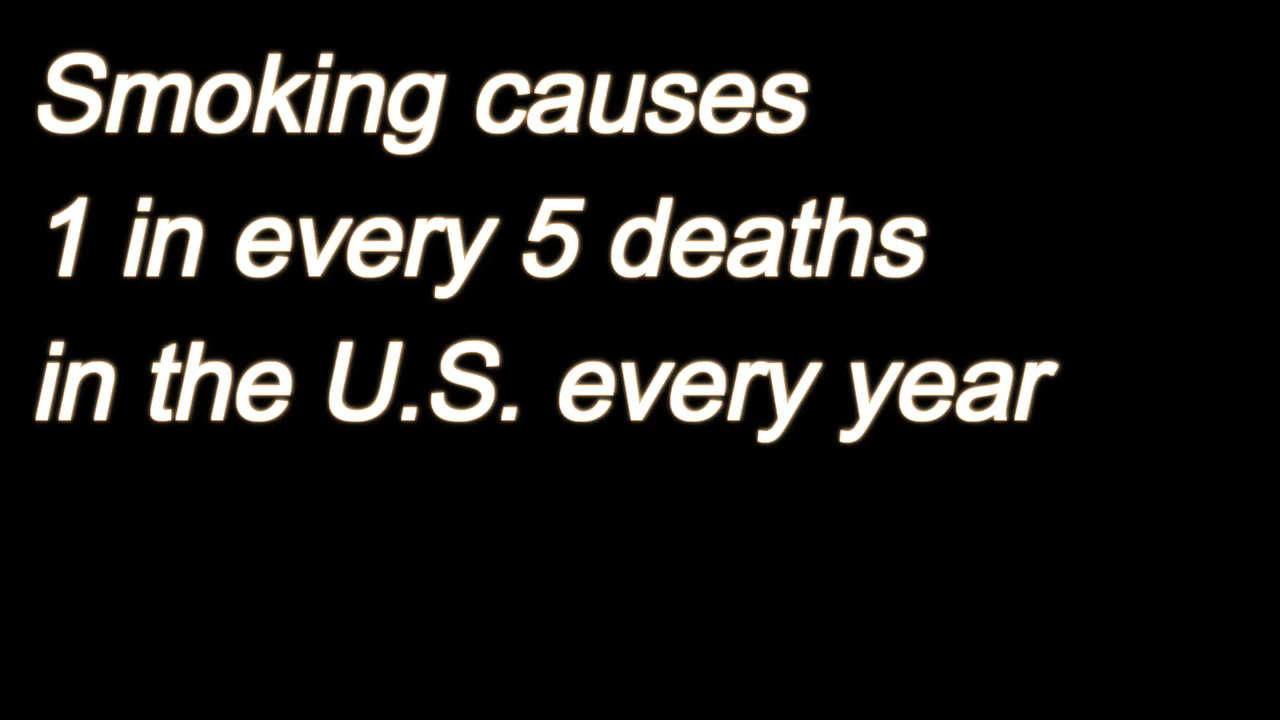 Smoking causes
1 in every 5 deaths
in the U.S. every year